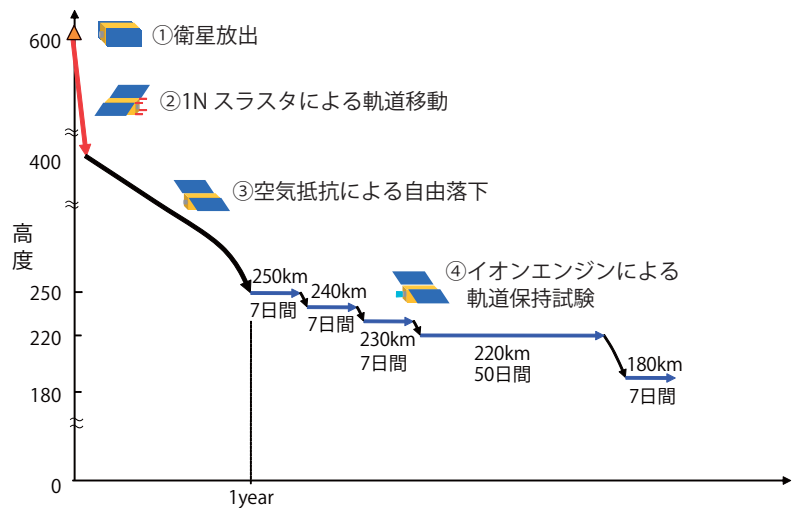 600
①衛星放出
②1N スラスタによる軌道移動
400
③空気抵抗による自由落下
高
度
④イオンエンジンによる
軌道保持試験
250
250km
7日間
240km
7日間
230km
7日間
220
220km
50日間
180km
7日間
180
0
1year